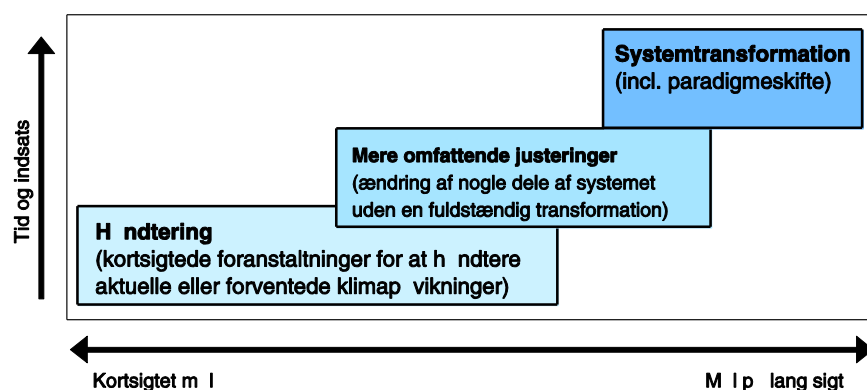 Systemtransformation
(incl. paradigmeskifte)
Mere omfattende justeringer
(ændring af nogle dele af systemet
uden en fuldstændig transformation)
H ndtering
(kortsigtede foranstaltninger for at h ndtere
aktuelle eller forventede klimap vikninger)
Tid og indsats
Kortsigtet m l
M l p lang sigt